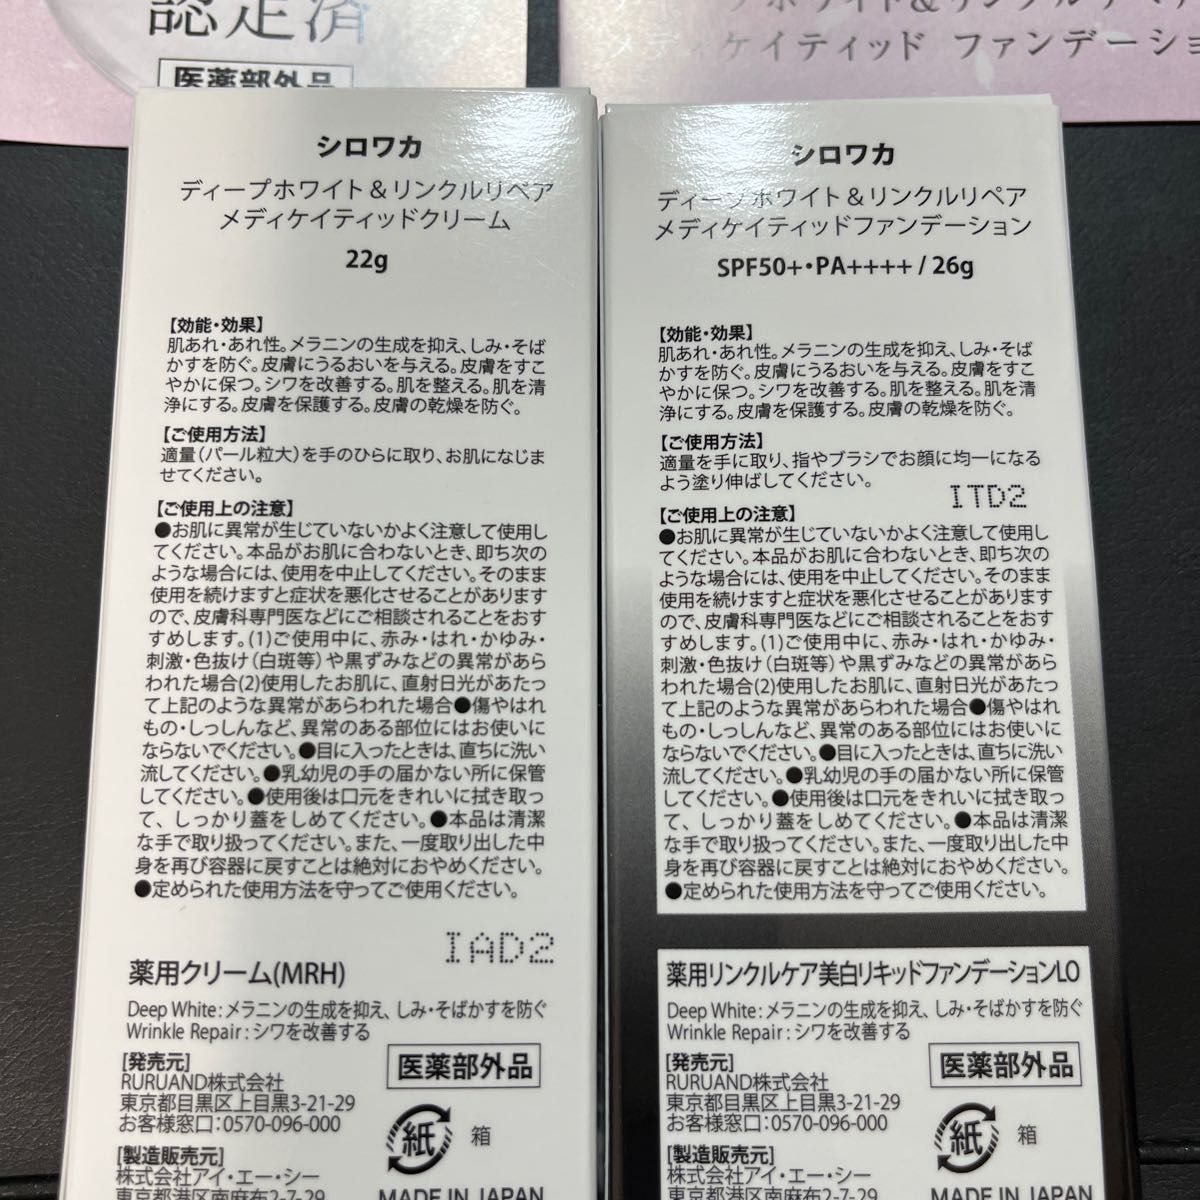 認定済
医薬部外品
ホワイト&リンクルリペア
メディケイティッド ファンデーショ
シロワカ
ディープホワイト&リンクルリペア
メディケイティッドクリーム
22g
【効能・効果】
肌あれ・あれ性。メラニンの生成を抑え、しみ・そば
かすを防ぐ。皮膚にうるおいを与える。皮膚をすこ
やかに保つ。シワを改善する。肌を整える。肌を清
浄にする。皮膚を保護する。皮膚の乾燥を防ぐ。
【ご使用方法】
適量(パール粒大)を手のひらに取り、お肌になじま
せてください。
【ご使用上の注意】
●お肌に異常が生じていないかよく注意して使用し
てください。本品がお肌に合わないとき、即ち次の
ような場合には、使用を中止してください。そのまま
使用を続けますと症状を悪化させることがあります
ので、皮膚科専門医などにご相談されることをおす
すめします。(1)ご使用中に、赤み・はれ・かゆみ・
刺激・色抜け(白斑等)や黒ずみなどの異常があら
われた場合(2)使用したお肌に、直射日光があたっ
て上記のような異常があらわれた場合●傷やはれ
もの・しっしんなど、異常のある部位にはお使いに
ならないでください。●目に入ったときは、直ちに洗い
流してください。●乳幼児の手の届かない所に保管
してください。●使用後は口元をきれいに拭き取っ
て、しっかり蓋をしめてください。●本品は清潔
な手で取り扱ってください。また、一度取り出した中
身を再び容器に戻すことは絶対におやめください。
●定められた使用方法を守ってご使用ください。
IAD2
薬用クリーム(MRH)
Deep White:メラニンの生成を抑え、しみ・そばかすを防ぐ
Wrinkle Repair:シワを改善する
[発売元]
RURUAND株式会社
東京都目黒区上目黒3-21-29
お客様窓口:0570-096-000
[製造販売元]
株式会社アイ・エー・シー
東京都港区南麻布2-7-29
医薬部外品
紙
箱
MADE IN JAPAN
シロワカ
ディープホワイト&リンクルリペア
メディケイティッドファンデーション
SPF50+・PA++++ / 26g
【効能・効果】
肌あれ・あれ性。メラニンの生成を抑え、しみ・そば
かすを防ぐ。皮膚にうるおいを与える。皮膚をすこ
やかに保つ。シワを改善する。肌を整える。肌を清
浄にする。皮膚を保護する。皮膚の乾燥を防ぐ。
【ご使用方法】
適量を手に取り、指やブラシでお顔に均一になる
よう塗り伸ばしてください。
ITD2
【ご使用上の注意】
●お肌に異常が生じていないかよく注意して使用し
てください。本品がお肌に合わないとき、即ち次の
ような場合には、使用を中止してください。そのまま
使用を続けますと症状を悪化させることがあります
ので、皮膚科専門医などにご相談されることをおす
すめします。(1)ご使用中に、赤み・はれ・かゆみ・
刺激・色抜け(白斑等)や黒ずみなどの異常があら
われた場合(2)使用したお肌に、直射日光があたっ
て上記のような異常があらわれた場合●傷やはれ
もの・しっしんなど、異常のある部位にはお使いに
ならないでください。●目に入ったときは、直ちに洗い
流してください。●乳幼児の手の届かない所に保管
してください。●使用後は口元をきれいに拭き取っ
て、しっかり蓋をしめてください。●本品は清潔
な手で取り扱ってください。また、一度取り出した中
身を再び容器に戻すことは絶対におやめください。
●定められた使用方法を守ってご使用ください。
薬用リンクルケア美白リキッドファンデーションLO
Deep White:メラニンの生成を抑え、しみ・そばかすを防ぐ
Wrinkle Repair:シワを改善する
[発売元]
RURUAND株式会社
東京都目黒区上目黒3-21-29
お客様窓口:0570-096-000
[製造販売元]
株式会社アイ・エー・シー
東京都港区南麻布2-7-29
医薬部外品
紙
箱
MADE IN JAPAN